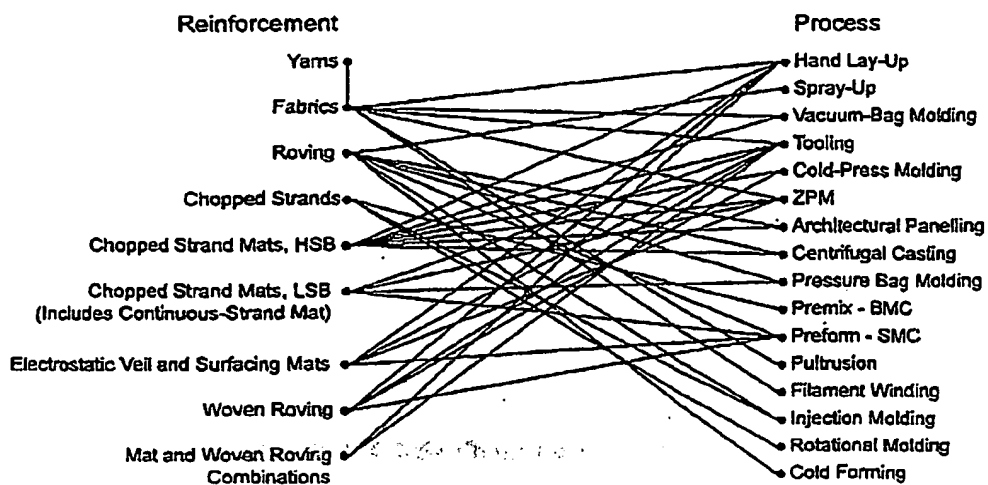 Reinforcement
Yarns
Fabrics
Roving
Chopped Strands
Chopped Strand Mats, HSB
Chopped Strand Mats, LSB
(Includes Continuous-Strand Mat)
Electrostatic Veil and Surfacing Mats
Woven Roving
Mat and Woven Roving
Combinations
Process
Hand Lay-Up
Spray-Up
Vacuum-Bag Molding
Tooling
Cold-Press Molding
ZPM
Architectural Panelling
Centrifugal Casting
Pressure Bag Molding
Premix - BMC
Preform - SMC
Pultrusion
Filament Winding
Injection Molding
Rotational Molding
Cold Forming